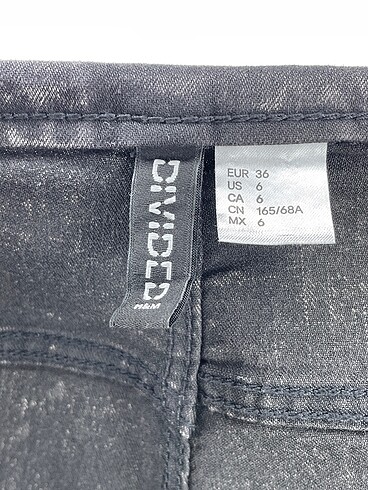 DIVIDED
H&M
EUR 36
US 6
CA 6
CN 165/68A
MX 6